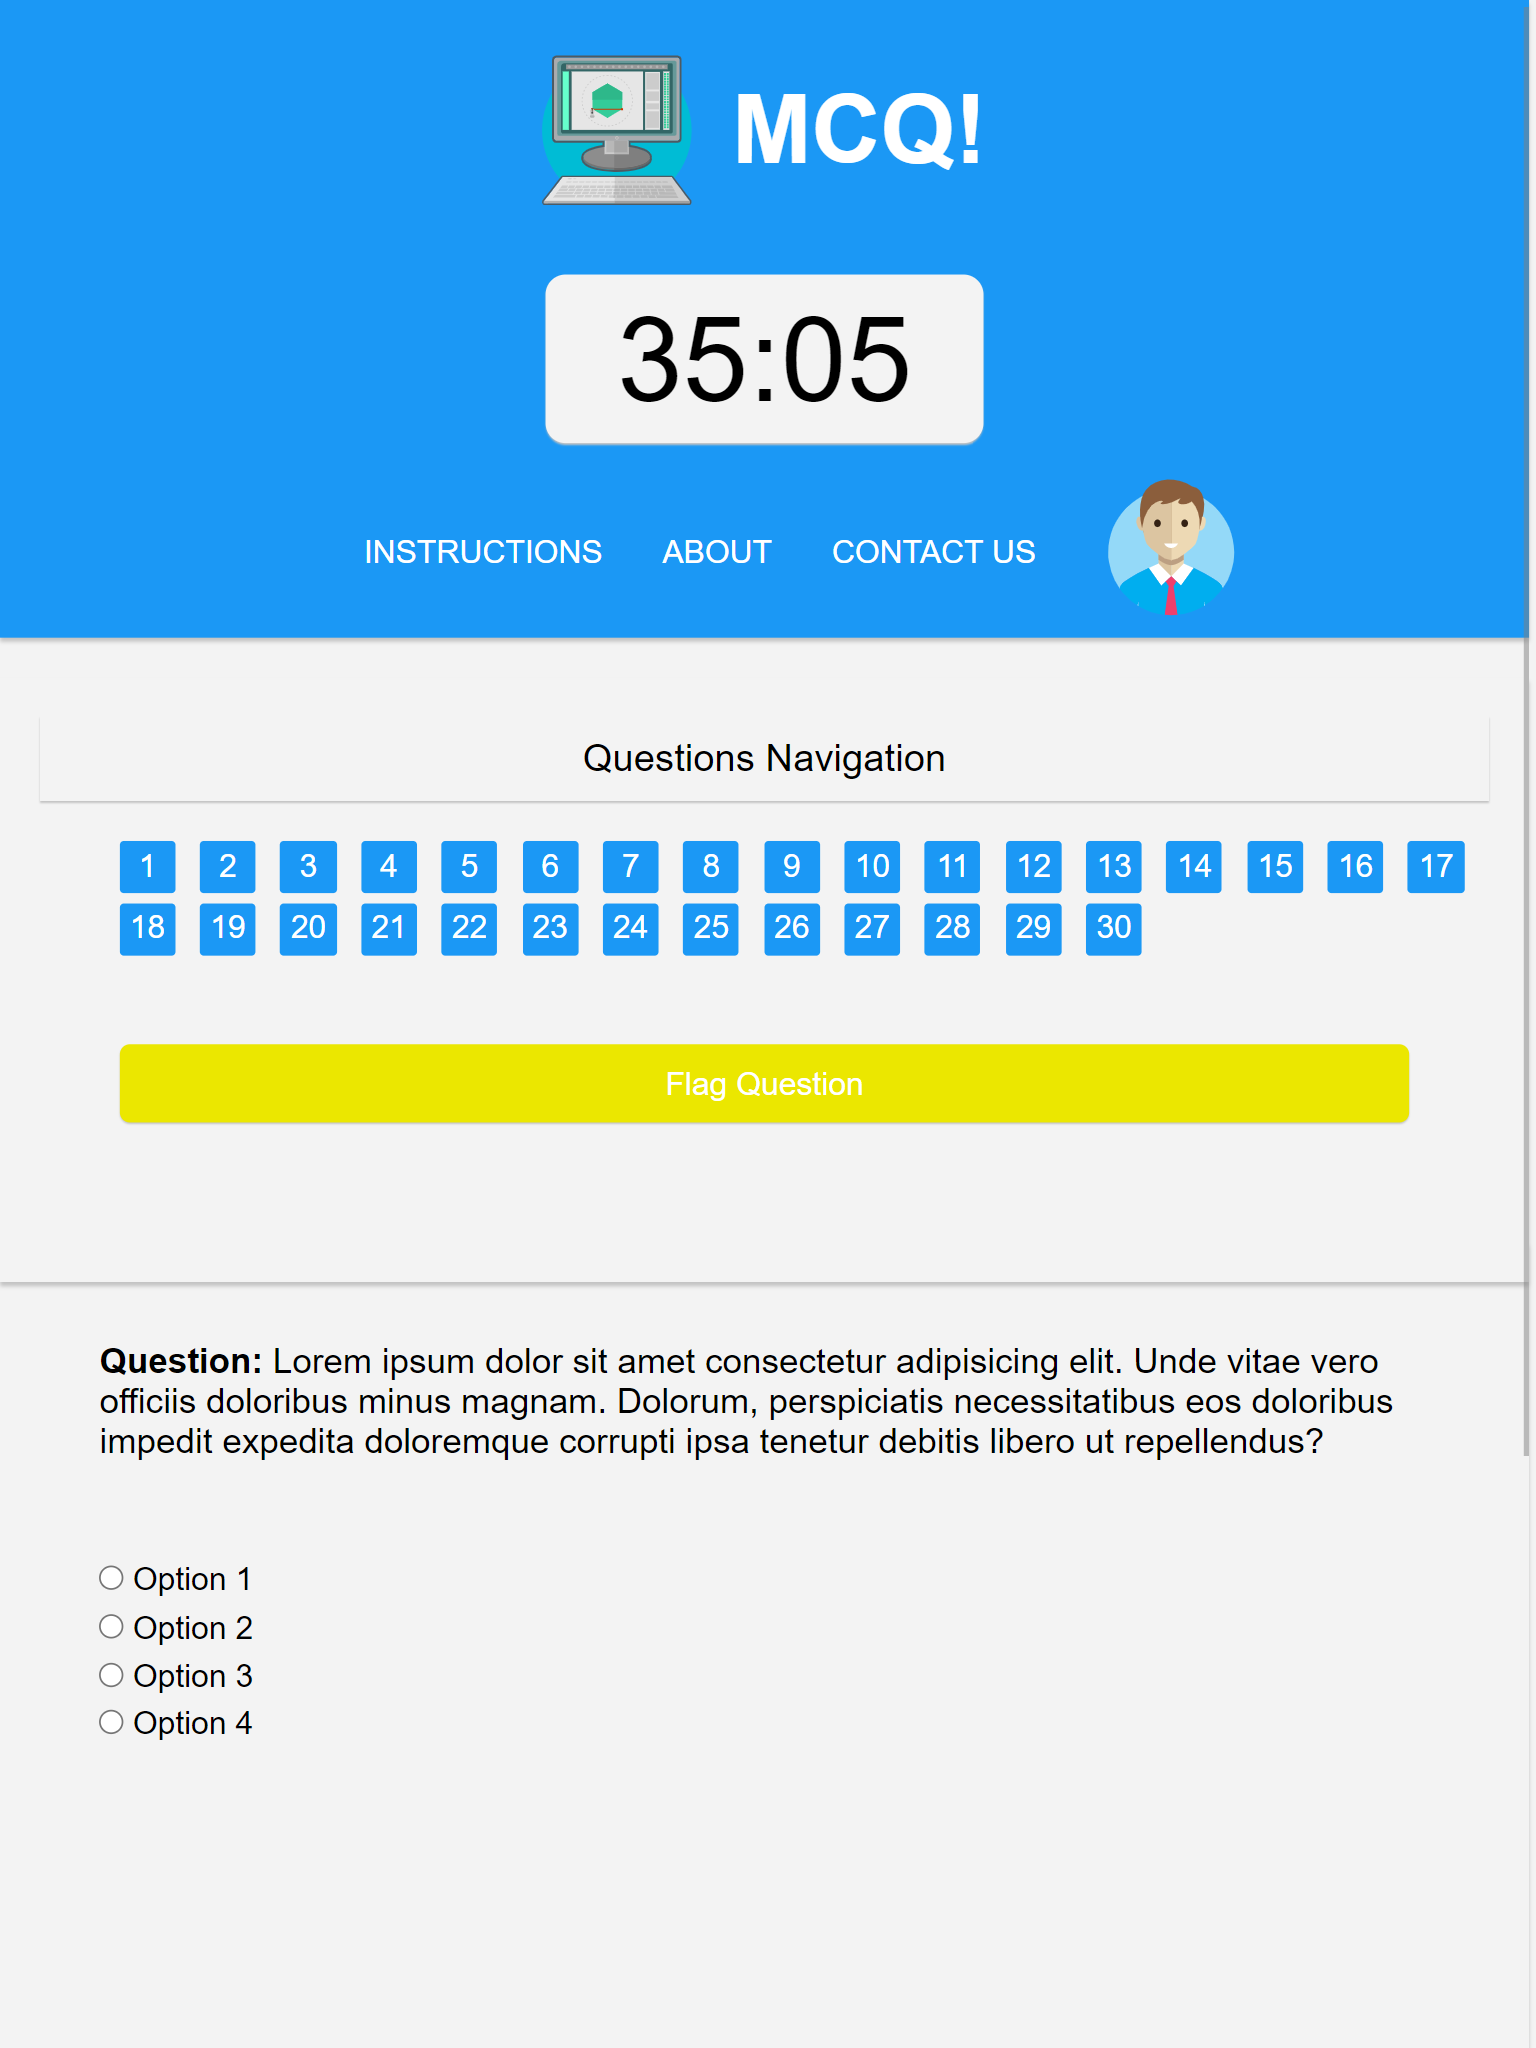 MCQ!
35:05
INSTRUCTIONS ABOUT CONTACT US
Questions Navigation
1 2 3 4 5 6 7 8 9 10 11 12 13 14 15 16 17
18 19 20 21 22 23 24 25 26 27 28 29 30
Flag Question
Question: Lorem ipsum dolor sit amet consectetur adipisicing elit. Unde vitae vero
officiis doloribus minus magnam. Dolorum, perspiciatis necessitatibus eos doloribus
impedit expedita doloremque corrupti ipsa tenetur debitis libero ut repellendus?
Option 1
Option 2
Option 3
Option 4